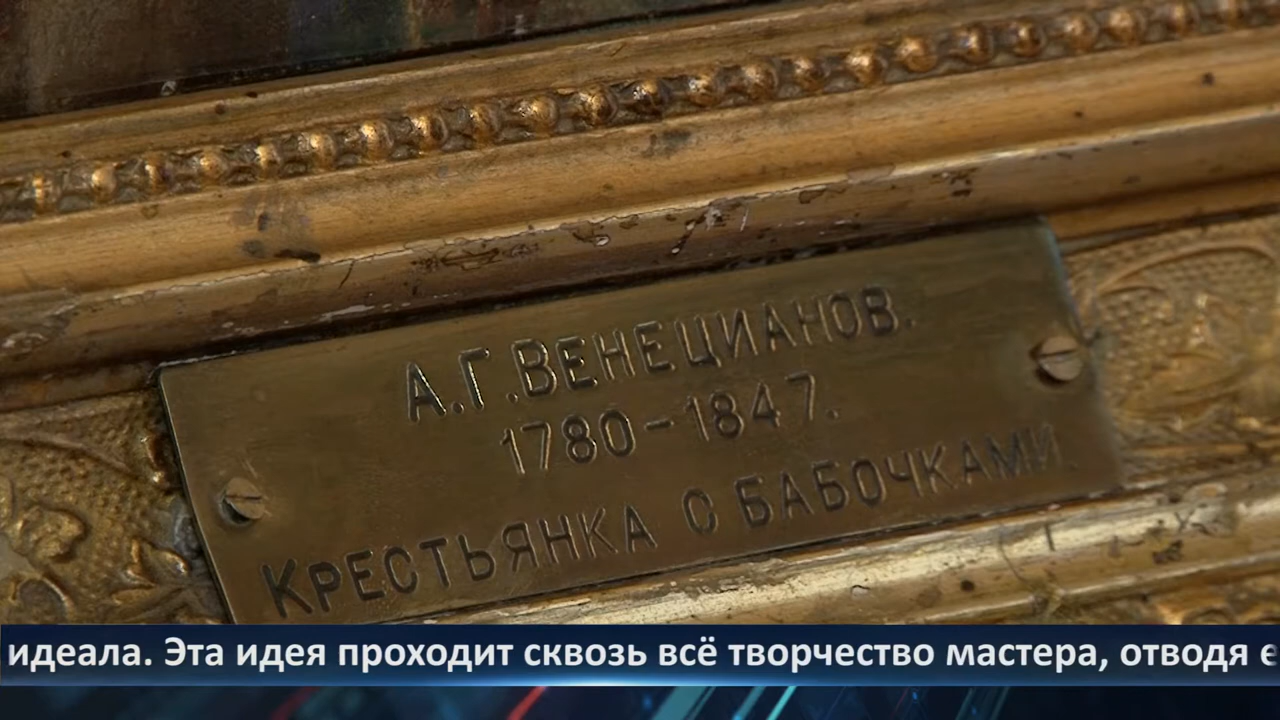 А.Г.ВЕНЕЦИАНОВ.
1780-1847.
КРЕСТЬЯНКА С БАБОЧКАМИ.
идеала. Эта идея проходит сквозь всё творчество мастера, отводя е